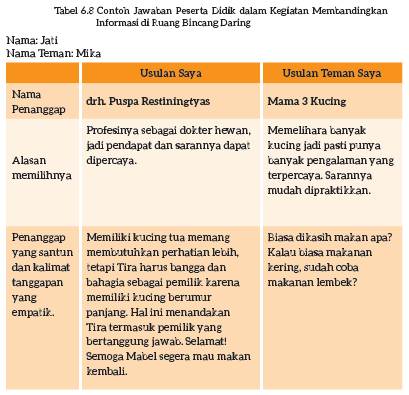 Tabel 6.8 Contoh Jawaban Peserta Didik dalam Kegiatan Membandingkan
Informasi di Ruang Bincang Daring
Nama: Jati
Nama Teman: Mika
Usulan Saya
Usulan Teman Saya
Nama
Penanggap
drh. Puspa Restiningtyas
Mama 3 Kucing
Alasan
memilihnya
Profesinya sebagai dokter hewan,
jadi pendapat dan sarannya dapat
dipercaya.
Memelihara banyak
kucing jadi pasti punya
banyak pengalaman yang
terpercaya. Sarannya
mudah dipraktikkan.
Penanggap
yang santun
dan kalimat
tanggapan
yang
empatik.
Memiliki kucing tua memang
membutuhkan perhatian lebih,
tetapi Tira harus bangga dan
bahagia sebagai pemilik karena
memiliki kucing berumur
panjang. Hal ini menandakan
Tira termasuk pemilik yang
bertanggung jawab. Selamat!
Semoga Mabel segera mau makan
kembali.
Biasa dikasih makan apa?
Kalau biasa makanan
kering, sudah coba
makanan lembek?